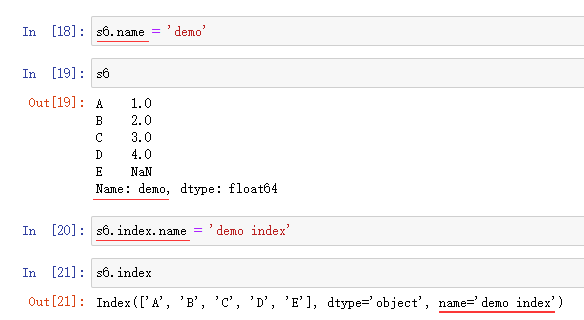 In [18]: s6.name = 'demo'
In [19]: s6
Out[19]: A 1.0
B 2.0
C 3.0
D 4.0
E NaN
Name: demo, dtype: float64
In [20]: s6.index.name = 'demo index'
In [21]: s6.index
Out[21]: Index(['A', 'B', 'C', 'D', 'E'], dtype='object', name='demo index')